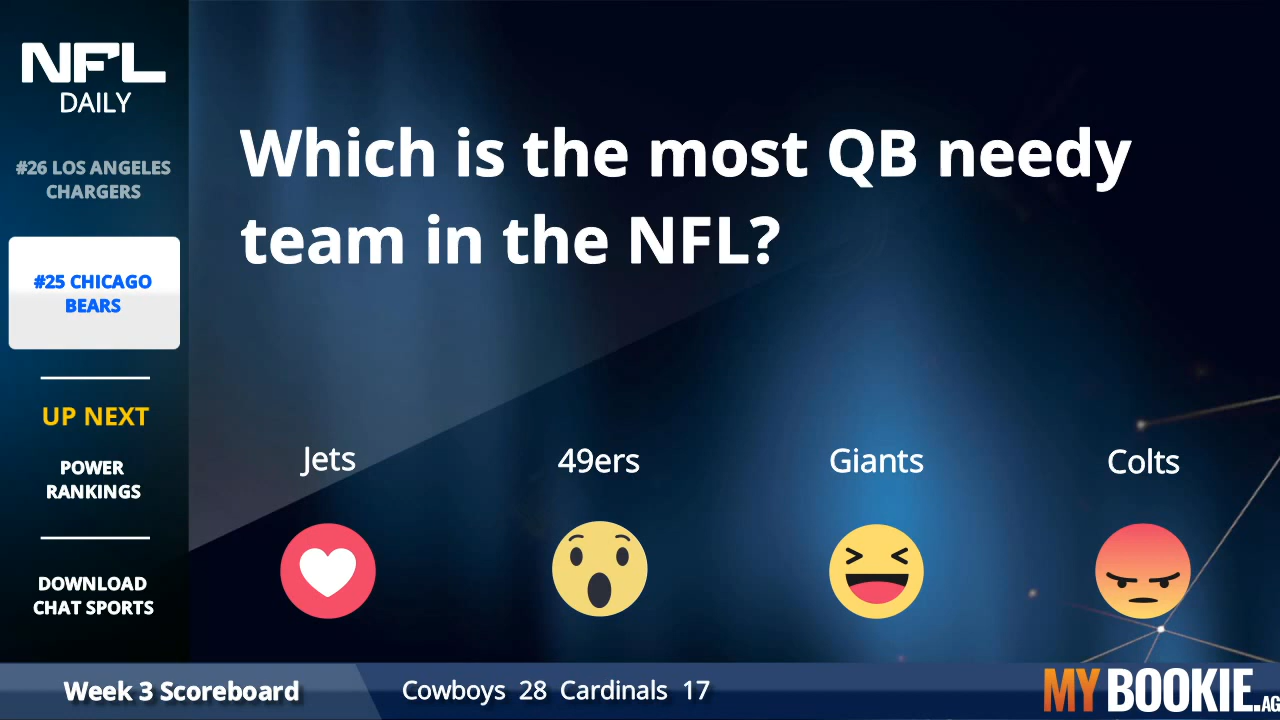 NFL
DAILY
#26 LOS ANGELES
CHARGERS
#25 CHICAGO
BEARS
UP NEXT
POWER
RANKINGS
DOWNLOAD
CHAT SPORTS
Which is the most QB needy
team in the NFL?
Jets
49ers
Giants
Colts
Week 3 Scoreboard
Cowboys 28 Cardinals 17
MYBOOKIE.AG